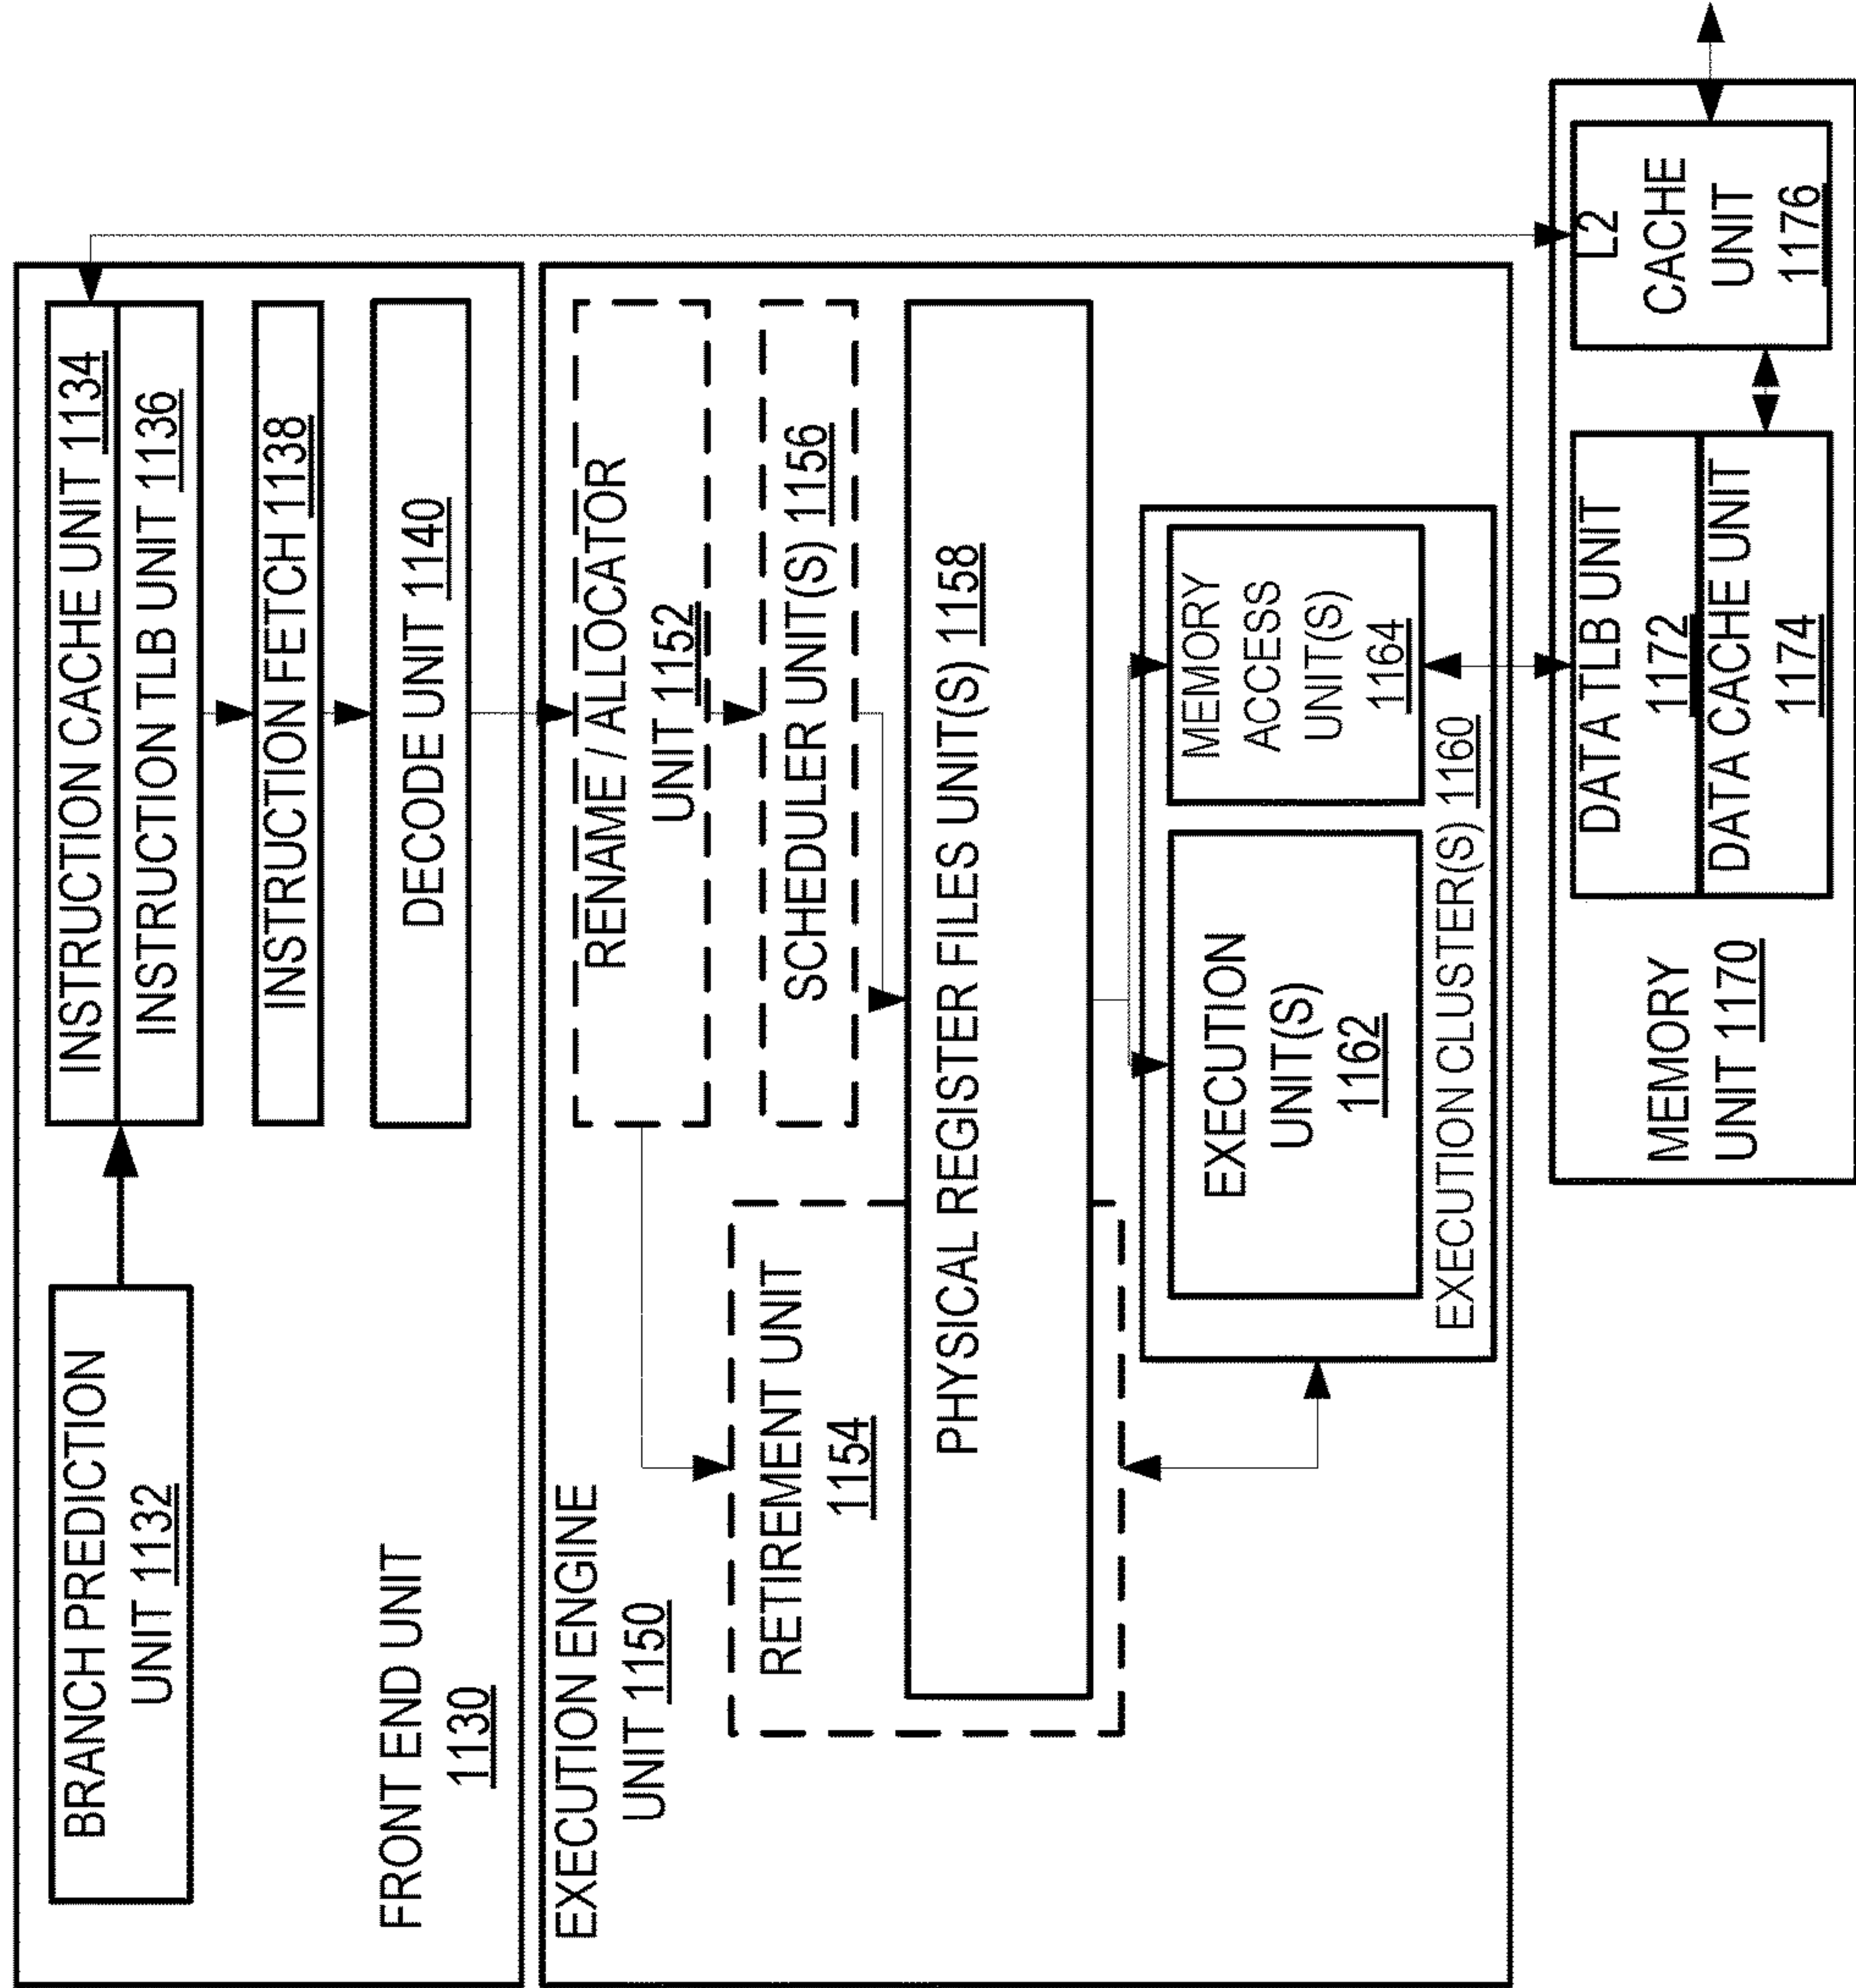 BRANCH PREDICTION
UNIT 1132
INSTRUCTION CACHE UNIT 1134
INSTRUCTION TLB UNIT 1136
INSTRUCTION FETCH 1138
DECODE UNIT 1140
FRONT END UNIT
1130
EXECUTION ENGINE
UNIT 1150
RENAME / ALLOCATOR
UNIT 1152
SCHEDULER UNIT(S) 1156
RETIREMENT UNIT
1154
PHYSICAL REGISTER FILES UNIT(S) 1158
EXECUTION
UNIT(S)
1162
MEMORY
ACCESS
UNIT(S)
1164
EXECUTION CLUSTER(S) 1160
MEMORY
UNIT 1170
DATA TLB UNIT
1172
DATA CACHE UNIT
1174
L2
CACHE
UNIT
1176